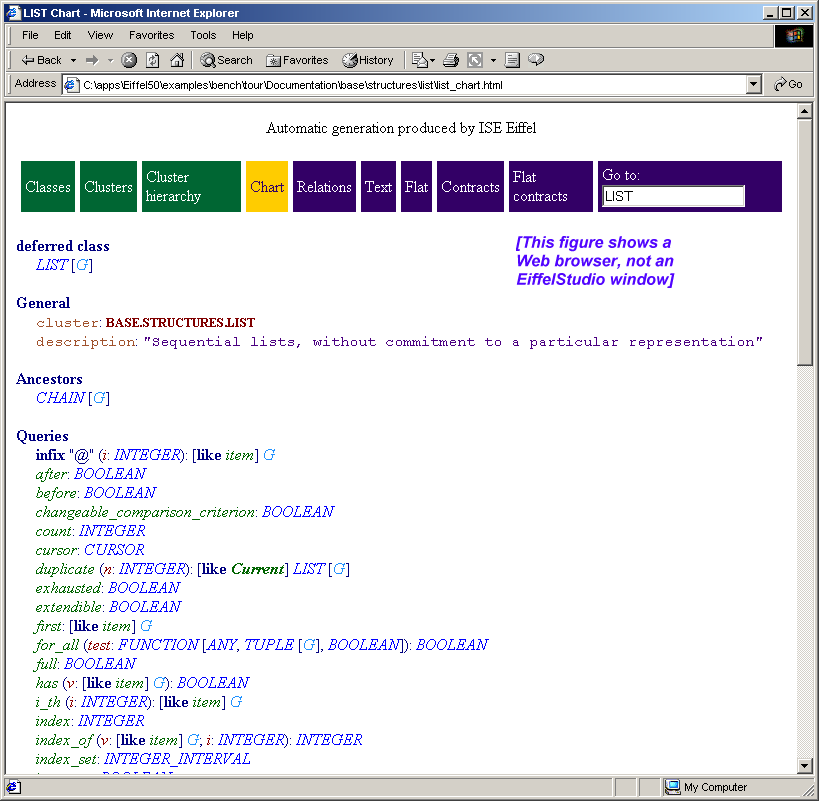 LIST Chart - Microsoft Internet Explorer
File Edit View Favorites Tools Help
Back Search Favorites History
Address C:\apps\Eiffel50\examples\bench\tour\Documentation\base\structures\list\list_chart.html Go
Automatic generation produced by ISE Eiffel
Classes Clusters Cluster hierarchy Chart Relations Text Flat Contracts Flat contracts Go to: LIST
[This figure shows a
Web browser, not an
EiffelStudio window]
deferred class
LIST [G]
General
cluster: BASE.STRUCTURES.LIST
description: "Sequential lists, without commitment to a particular representation"
Ancestors
CHAIN [G]
Queries
infix "@" (i: INTEGER): [like item] G
after: BOOLEAN
before: BOOLEAN
changeable_comparison_criterion: BOOLEAN
count: INTEGER
cursor: CURSOR
duplicate (n: INTEGER): [like Current] LIST [G]
exhausted: BOOLEAN
extendible: BOOLEAN
first: [like item] G
for_all (test: FUNCTION [ANY, TUPLE [G], BOOLEAN]): BOOLEAN
full: BOOLEAN
has (v: [like item] G): BOOLEAN
i_th (i: INTEGER): [like item] G
index: INTEGER
index_of (v: [like item] G; i: INTEGER): INTEGER
index_set: INTEGER_INTERVAL
My Computer